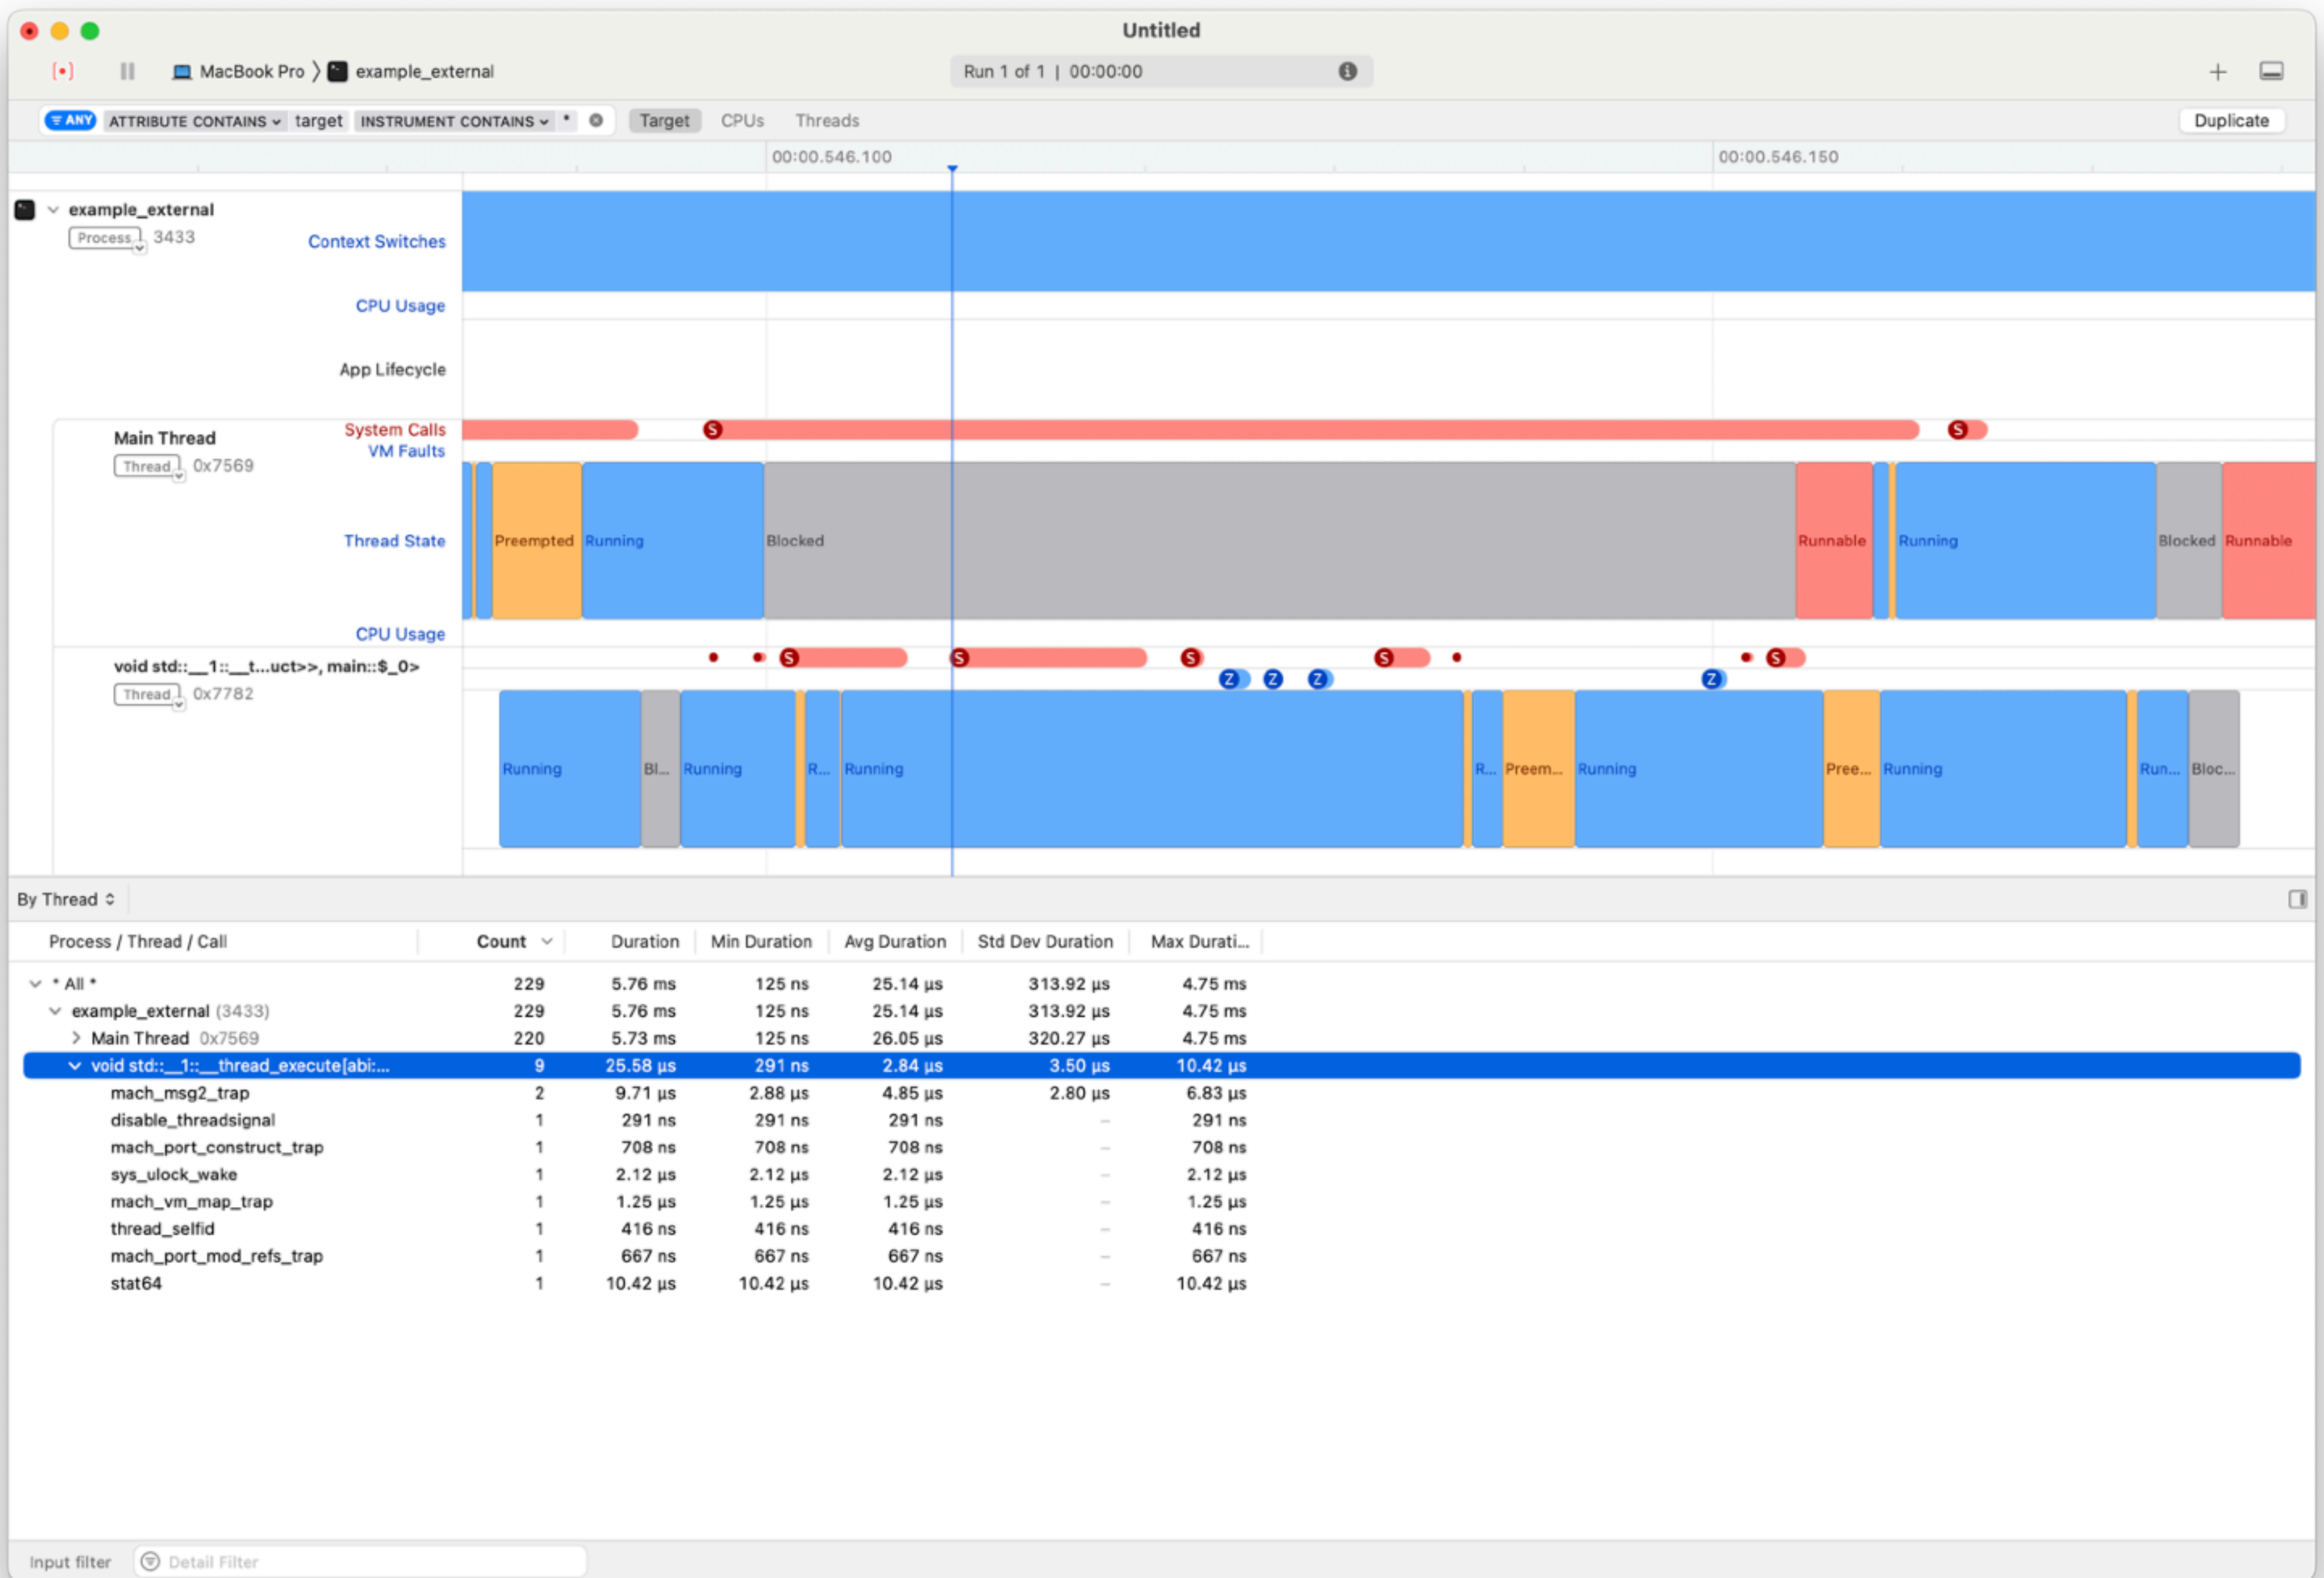 Untitled
MacBook Pro 〉 example_external
Run 1 of 1 | 00:00:00
ANY ATTRIBUTE CONTAINS target INSTRUMENT CONTAINS * Target CPUs Threads Duplicate
00:00.546.100 00:00.546.150
example_external
Process 3433
Context Switches
CPU Usage
App Lifecycle
Main Thread
Thread 0x7569
System Calls
VM Faults
S S
Thread State
Preempted Running Blocked Runnable Running Blocked Runnable
CPU Usage
void std::__1::__t...uct>>, main::$_0>
Thread 0x7782
S S S S S
Z Z Z Z
Running Bl... Running R... Running R... Preem... Running Pree... Running Run... Bloc...
By Thread
Process / Thread / Call Count Duration Min Duration Avg Duration Std Dev Duration Max Durati...
* All * 229 5.76 ms 125 ns 25.14 µs 313.92 µs 4.75 ms
example_external (3433) 229 5.76 ms 125 ns 25.14 µs 313.92 µs 4.75 ms
Main Thread 0x7569 220 5.73 ms 125 ns 26.05 µs 320.27 µs 4.75 ms
void std::__1::__thread_execute[abi:... 9 25.58 µs 291 ns 2.84 µs 3.50 µs 10.42 µs
mach_msg2_trap 2 9.71 µs 2.88 µs 4.85 µs 2.80 µs 6.83 µs
disable_threadsignal 1 291 ns 291 ns 291 ns – 291 ns
mach_port_construct_trap 1 708 ns 708 ns 708 ns – 708 ns
sys_ulock_wake 1 2.12 µs 2.12 µs 2.12 µs – 2.12 µs
mach_vm_map_trap 1 1.25 µs 1.25 µs 1.25 µs – 1.25 µs
thread_selfid 1 416 ns 416 ns 416 ns – 416 ns
mach_port_mod_refs_trap 1 667 ns 667 ns 667 ns – 667 ns
stat64 1 10.42 µs 10.42 µs 10.42 µs – 10.42 µs
Input filter Detail Filter